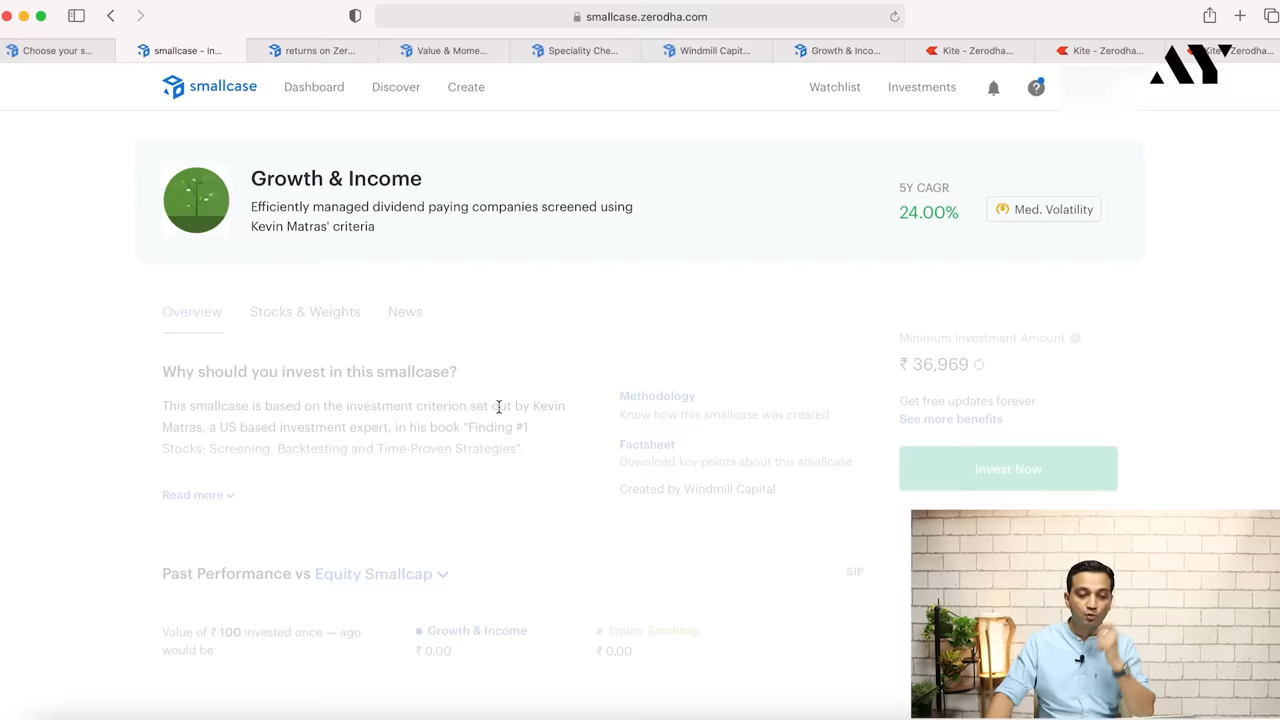 smallcase.zerodha.com
Choose your s...
smallcase - In...
returns on Zer...
Value & Mome...
Speciality Che...
Windmill Capit...
Growth & Inco...
Kite - Zerodha...
Kite - Zerodha...
Zerodha...
smallcase
Dashboard
Discover
Create
Watchlist
Investments
Growth & Income
Efficiently managed dividend paying companies screened using
Kevin Matras' criteria
5Y CAGR
24.00%
Med. Volatility
Overview
Stocks & Weights
News
Why should you invest in this smallcase?
This smallcase is based on the investment criterion set out by Kevin
Matras, a US based investment expert, in his book "Finding #1
Stocks: Screening, Backtesting and Time-Proven Strategies".
Read more
Methodology
Know how this smallcase was created
Factsheet
Download key points about this smallcase
Created by Windmill Capital
Minimum Investment Amount
₹ 36,969
Get free updates forever
See more benefits
Invest Now
Past Performance vs Equity Smallcap
SIP
Value of ₹ 100 invested once — ago
would be
Growth & Income
₹ 0.00
Equity Smallcap
₹ 0.00